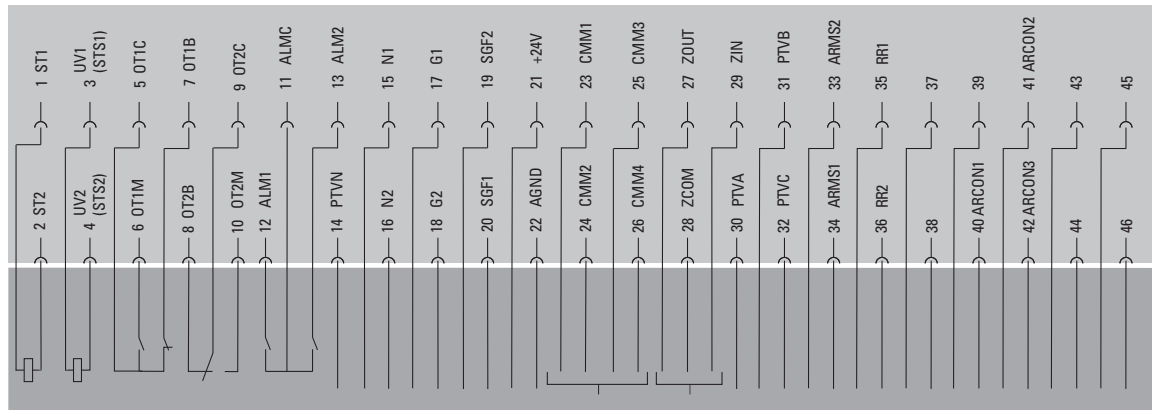 1 ST1
UV1
3 (STS1)
5 OT1C
7 OT1B
9 OT2C
11 ALMC
13 ALM2
15 N1
17 G1
19 SGF2
21 +24V
23 CMM1
25 CMM3
27 ZOUT
29 ZIN
31 PTVB
33 ARMS2
35 RR1
37
39
41 ARCON2
43
45
2 ST2
UV2
4 (STS2)
6 OT1M
8 OT2B
10 OT2M
12 ALM1
14 PTVN
16 N2
18 G2
20 SGF1
22 AGND
24 CMM2
26 CMM4
28 ZCOM
30 PTVA
32 PTVC
34 ARMS1
36 RR2
38
40 ARCON1
42 ARCON3
44
46